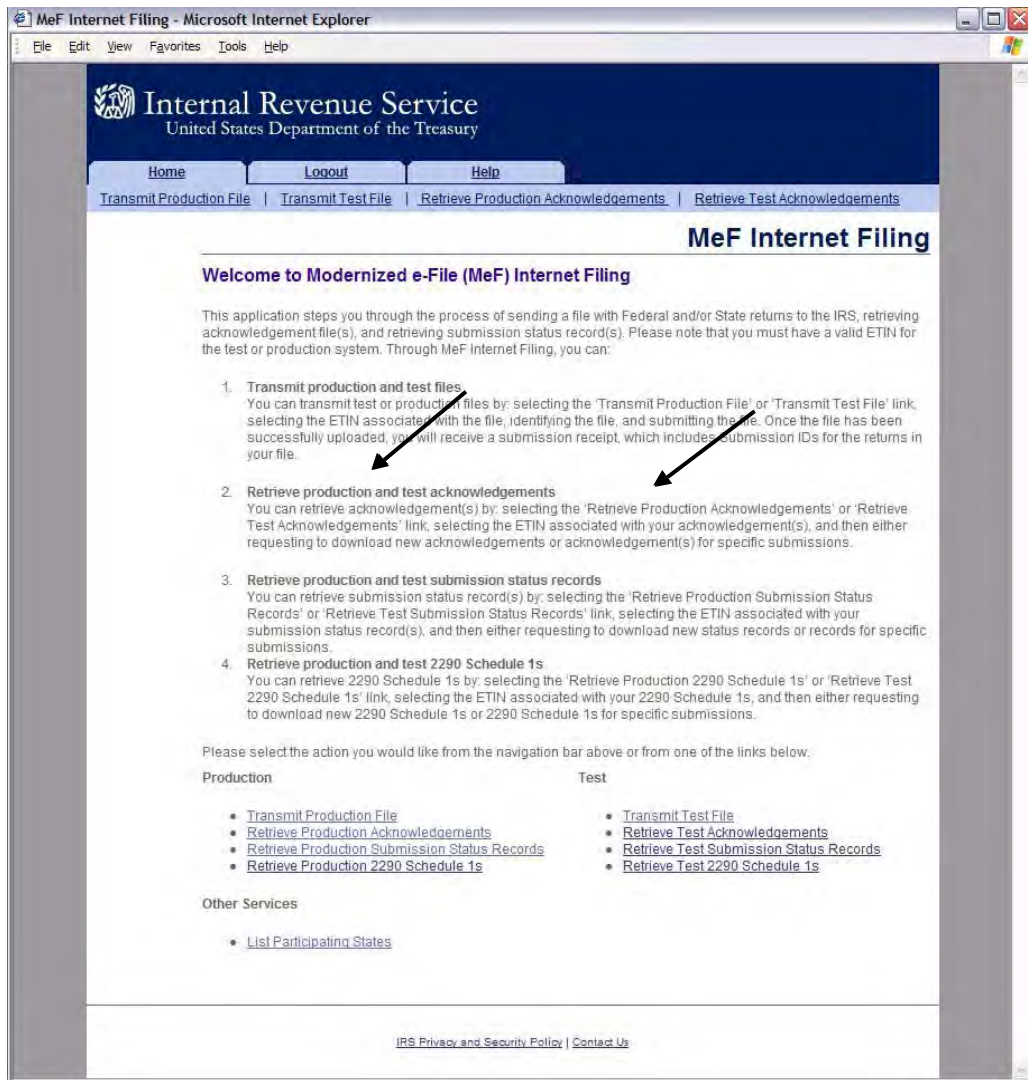 MeF Internet Filing - Microsoft Internet Explorer
File Edit View Favorites Tools Help
Internal Revenue Service
United States Department of the Treasury
Home Logout Help
Transmit Production File | Transmit Test File | Retrieve Production Acknowledgements | Retrieve Test Acknowledgements
MeF Internet Filing
Welcome to Modernized e-File (MeF) Internet Filing
This application steps you through the process of sending a file with Federal and/or State returns to the IRS, retrieving
acknowledgement file(s), and retrieving submission status record(s). Please note that you must have a valid ETIN for
the test or production system. Through MeF Internet Filing, you can:
1. Transmit production and test files
You can transmit test or production files by: selecting the 'Transmit Production File' or 'Transmit Test File' link,
selecting the ETIN associated with the file, identifying the file, and submitting the file. Once the file has been
successfully uploaded, you will receive a submission receipt, which includes Submission IDs for the returns in
your file.
2. Retrieve production and test acknowledgements
You can retrieve acknowledgement(s) by: selecting the 'Retrieve Production Acknowledgements' or 'Retrieve
Test Acknowledgements' link, selecting the ETIN associated with your acknowledgement(s), and then either
requesting to download new acknowledgements or acknowledgement(s) for specific submissions.
3. Retrieve production and test submission status records
You can retrieve submission status record(s) by: selecting the 'Retrieve Production Submission Status
Records' or 'Retrieve Test Submission Status Records' link, selecting the ETIN associated with your
submission status record(s), and then either requesting to download new status records or records for specific
submissions.
4. Retrieve production and test 2290 Schedule 1s
You can retrieve 2290 Schedule 1s by: selecting the 'Retrieve Production 2290 Schedule 1s' or 'Retrieve Test
2290 Schedule 1s' link, selecting the ETIN associated with your 2290 Schedule 1s, and then either requesting
to download new 2290 Schedule 1s or 2290 Schedule 1s for specific submissions.
Please select the action you would like from the navigation bar above or from one of the links below.
Production
• Transmit Production File
• Retrieve Production Acknowledgements
• Retrieve Production Submission Status Records
• Retrieve Production 2290 Schedule 1s
Test
• Transmit Test File
• Retrieve Test Acknowledgements
• Retrieve Test Submission Status Records
• Retrieve Test 2290 Schedule 1s
Other Services
• List Participating States
IRS Privacy and Security Policy | Contact Us